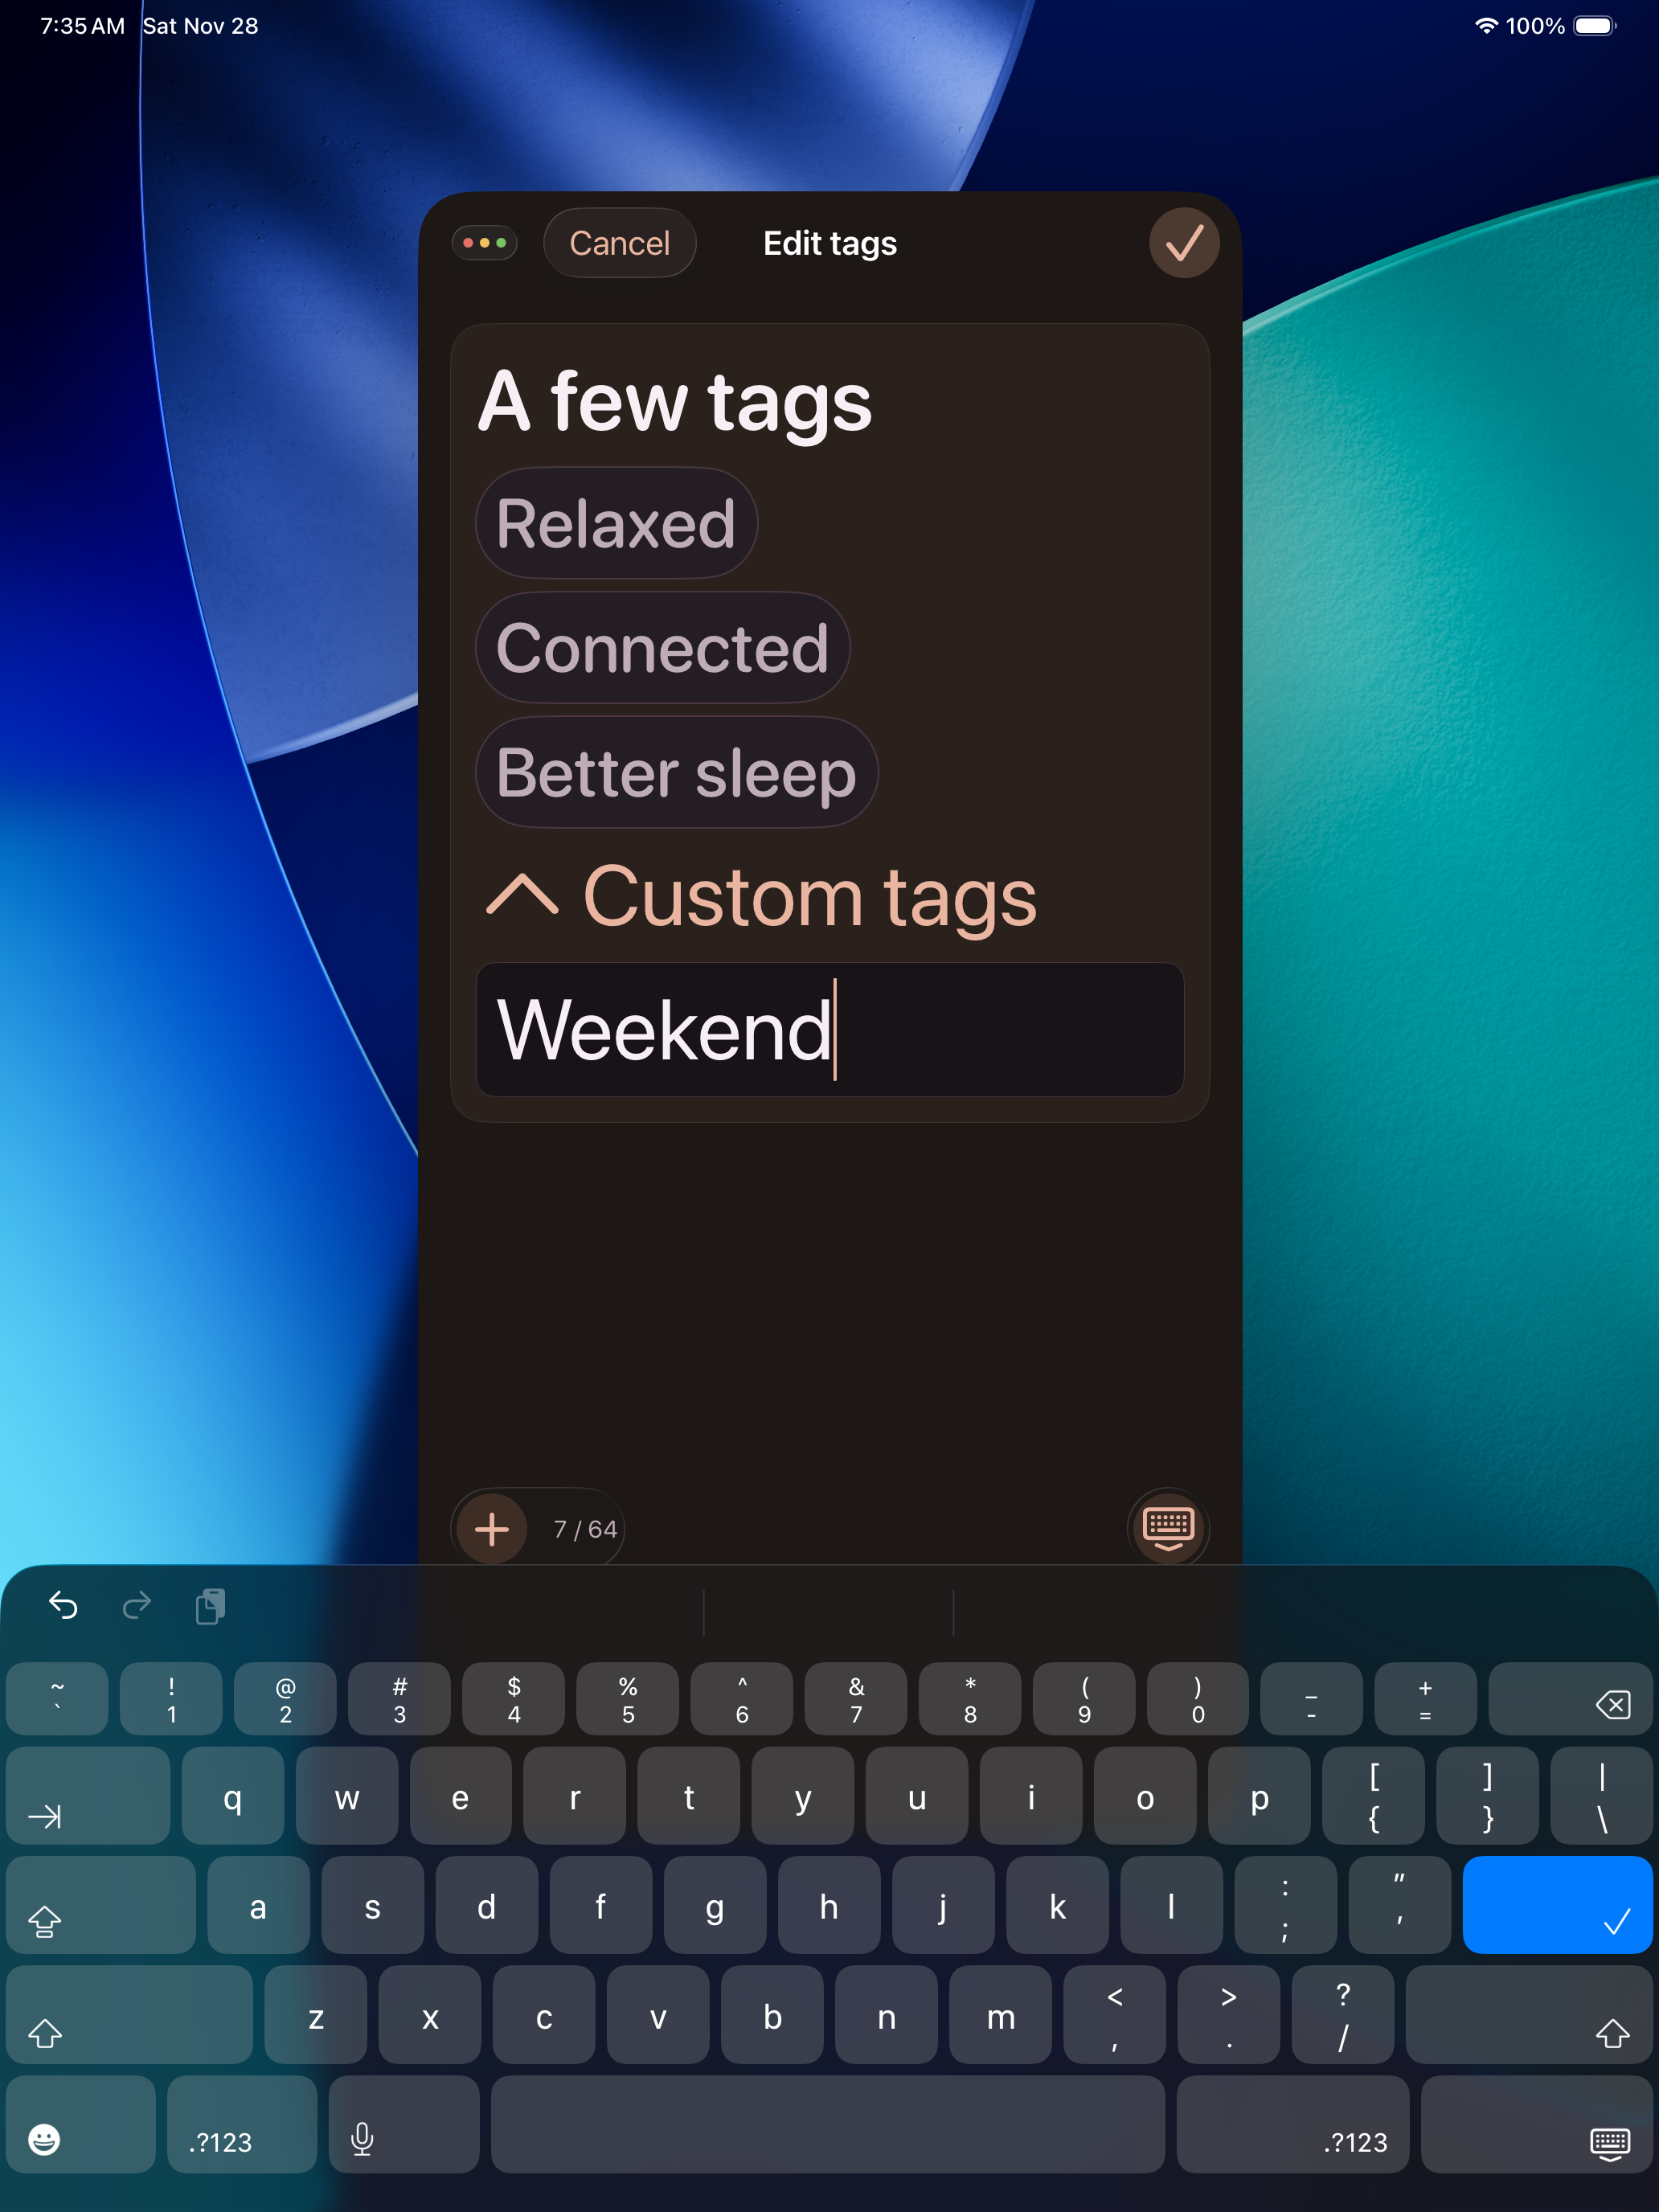 7:35 AM Sat Nov 28
100%
Cancel
Edit tags
A few tags
Relaxed
Connected
Better sleep
Custom tags
Weekend
7 / 64
~ ! @ # $ % ^ & * ( ) _ +
` 1 2 3 4 5 6 7 8 9 0 - =
q w e r t y u i o p [ ] |
{ } \
a s d f g h j k l : "
; '
z x c v b n m < > ?
, . /
.?123 .?123